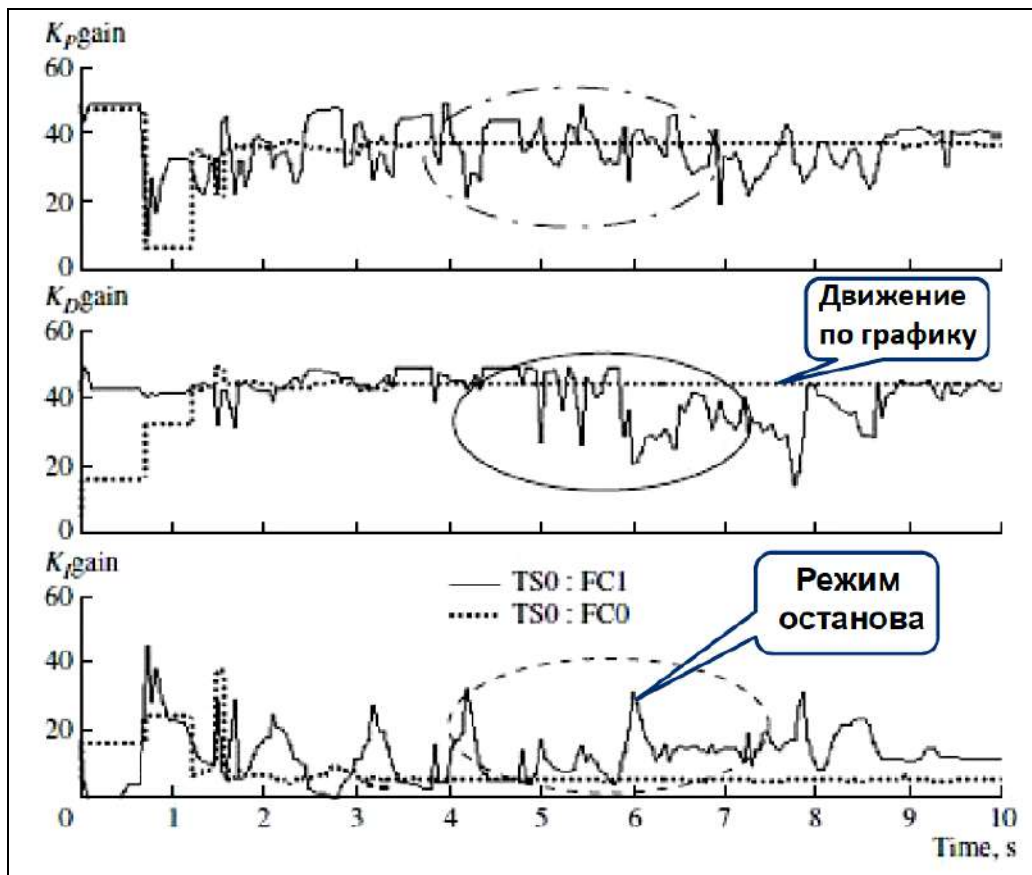 K_P gain
60
40
20
0
K_D gain
60
40
20
0
Движение
по графику
K_I gain
60
40
20
TS0 : FC1
TS0 : FC0
Режим
останова
0 1 2 3 4 5 6 7 8 9 10
Time, s